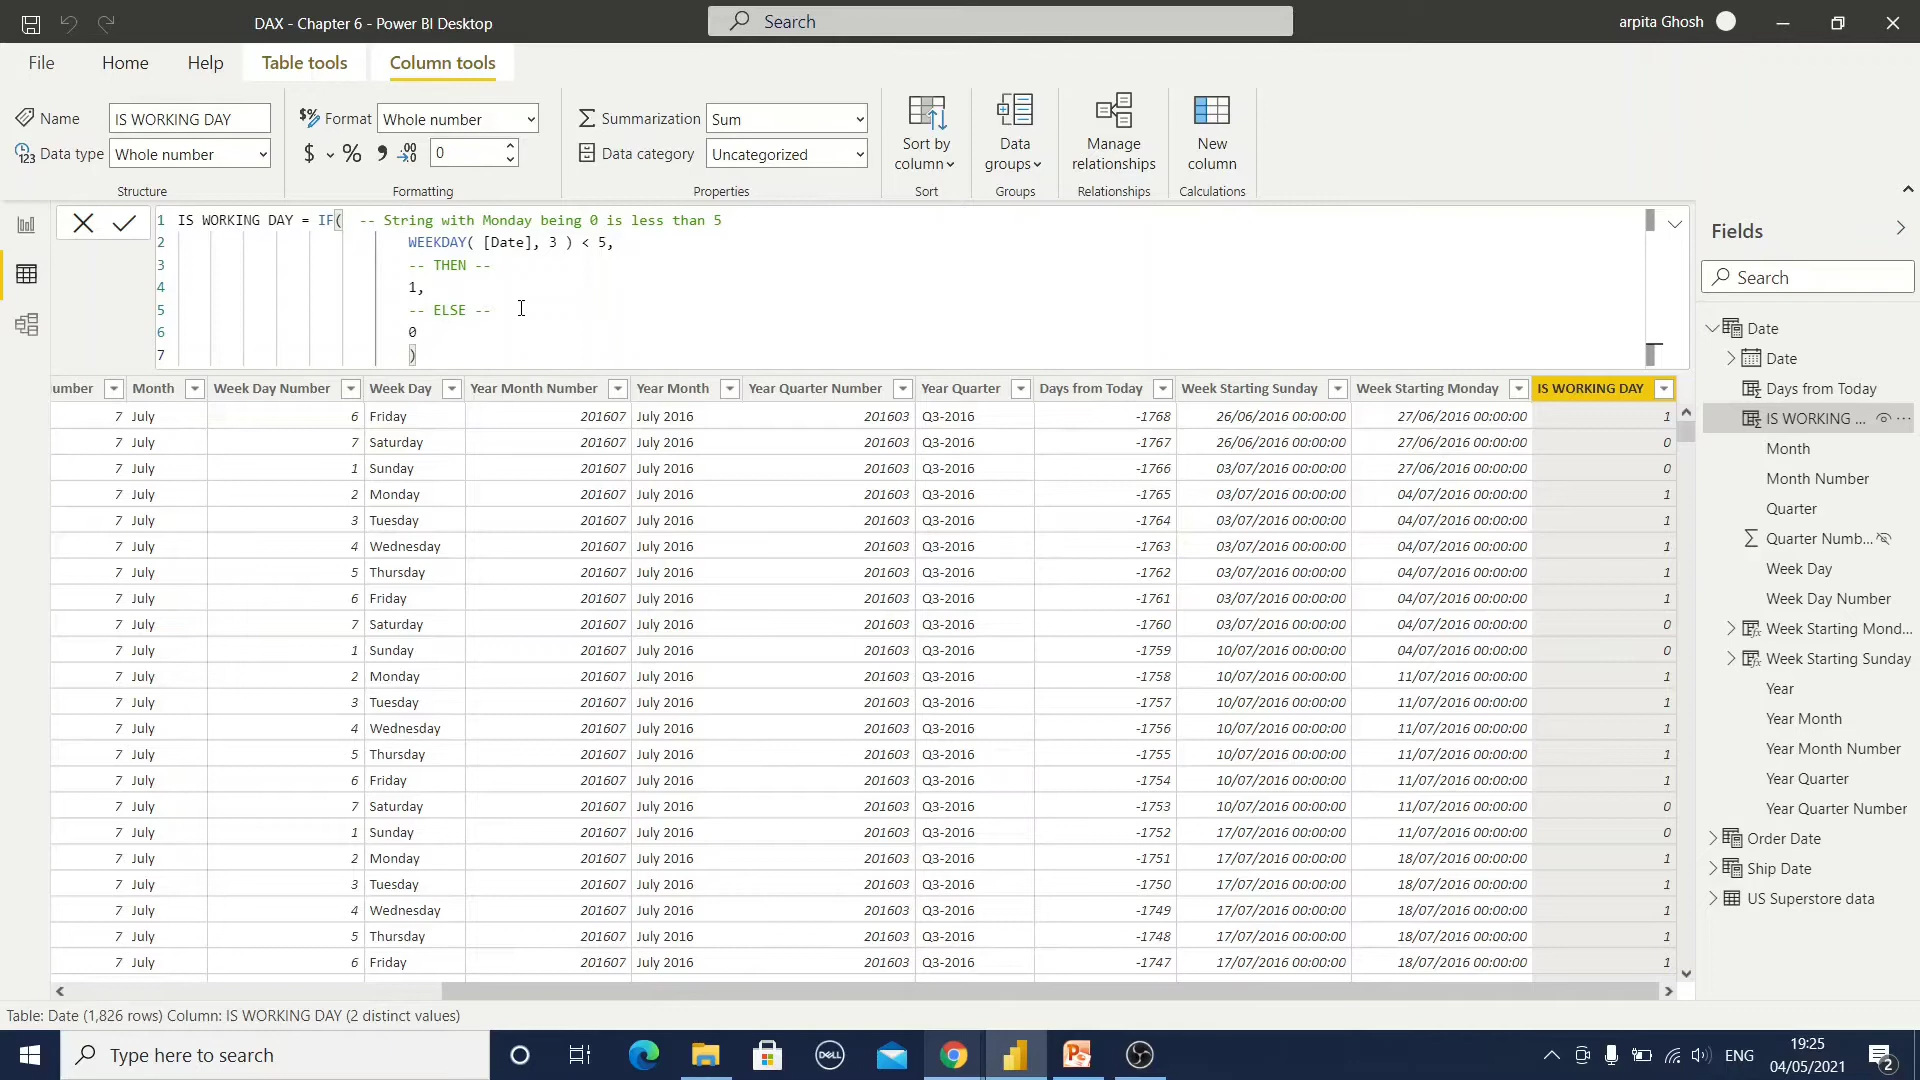 DAX - Chapter 6 - Power BI Desktop
Search
arpita Ghosh
File Home Help Table tools Column tools
Name IS WORKING DAY
Data type Whole number
Structure
Format Whole number
$ % 0
Formatting
Summarization Sum
Data category Uncategorized
Properties
Sort by column
Sort
Data groups
Groups
Manage relationships
Relationships
New column
Calculations
1 IS WORKING DAY = IF( -- String with Monday being 0 is less than 5
2 WEEKDAY( [Date], 3 ) < 5,
3 -- THEN --
4 1,
5 -- ELSE --
6 0
7 )
umber Month Week Day Number Week Day Year Month Number Year Month Year Quarter Number Year Quarter Days from Today Week Starting Sunday Week Starting Monday IS WORKING DAY
7 July 6 Friday 201607 July 2016 201603 Q3-2016 -1768 26/06/2016 00:00:00 27/06/2016 00:00:00 1
7 July 7 Saturday 201607 July 2016 201603 Q3-2016 -1767 26/06/2016 00:00:00 27/06/2016 00:00:00 0
7 July 1 Sunday 201607 July 2016 201603 Q3-2016 -1766 03/07/2016 00:00:00 27/06/2016 00:00:00 0
7 July 2 Monday 201607 July 2016 201603 Q3-2016 -1765 03/07/2016 00:00:00 04/07/2016 00:00:00 1
7 July 3 Tuesday 201607 July 2016 201603 Q3-2016 -1764 03/07/2016 00:00:00 04/07/2016 00:00:00 1
7 July 4 Wednesday 201607 July 2016 201603 Q3-2016 -1763 03/07/2016 00:00:00 04/07/2016 00:00:00 1
7 July 5 Thursday 201607 July 2016 201603 Q3-2016 -1762 03/07/2016 00:00:00 04/07/2016 00:00:00 1
7 July 6 Friday 201607 July 2016 201603 Q3-2016 -1761 03/07/2016 00:00:00 04/07/2016 00:00:00 1
7 July 7 Saturday 201607 July 2016 201603 Q3-2016 -1760 03/07/2016 00:00:00 04/07/2016 00:00:00 0
7 July 1 Sunday 201607 July 2016 201603 Q3-2016 -1759 10/07/2016 00:00:00 04/07/2016 00:00:00 0
7 July 2 Monday 201607 July 2016 201603 Q3-2016 -1758 10/07/2016 00:00:00 11/07/2016 00:00:00 1
7 July 3 Tuesday 201607 July 2016 201603 Q3-2016 -1757 10/07/2016 00:00:00 11/07/2016 00:00:00 1
7 July 4 Wednesday 201607 July 2016 201603 Q3-2016 -1756 10/07/2016 00:00:00 11/07/2016 00:00:00 1
7 July 5 Thursday 201607 July 2016 201603 Q3-2016 -1755 10/07/2016 00:00:00 11/07/2016 00:00:00 1
7 July 6 Friday 201607 July 2016 201603 Q3-2016 -1754 10/07/2016 00:00:00 11/07/2016 00:00:00 1
7 July 7 Saturday 201607 July 2016 201603 Q3-2016 -1753 10/07/2016 00:00:00 11/07/2016 00:00:00 0
7 July 1 Sunday 201607 July 2016 201603 Q3-2016 -1752 17/07/2016 00:00:00 11/07/2016 00:00:00 0
7 July 2 Monday 201607 July 2016 201603 Q3-2016 -1751 17/07/2016 00:00:00 18/07/2016 00:00:00 1
7 July 3 Tuesday 201607 July 2016 201603 Q3-2016 -1750 17/07/2016 00:00:00 18/07/2016 00:00:00 1
7 July 4 Wednesday 201607 July 2016 201603 Q3-2016 -1749 17/07/2016 00:00:00 18/07/2016 00:00:00 1
7 July 5 Thursday 201607 July 2016 201603 Q3-2016 -1748 17/07/2016 00:00:00 18/07/2016 00:00:00 1
7 July 6 Friday 201607 July 2016 201603 Q3-2016 -1747 17/07/2016 00:00:00 18/07/2016 00:00:00 1
Fields
Search
Date
Date
Days from Today
IS WORKING ...
Month
Month Number
Quarter
Quarter Numb...
Week Day
Week Day Number
Week Starting Mond...
Week Starting Sunday
Year
Year Month
Year Month Number
Year Quarter
Year Quarter Number
Order Date
Ship Date
US Superstore data
Table: Date (1,826 rows) Column: IS WORKING DAY (2 distinct values)
Type here to search
DELL
ENG
19:25
04/05/2021
2